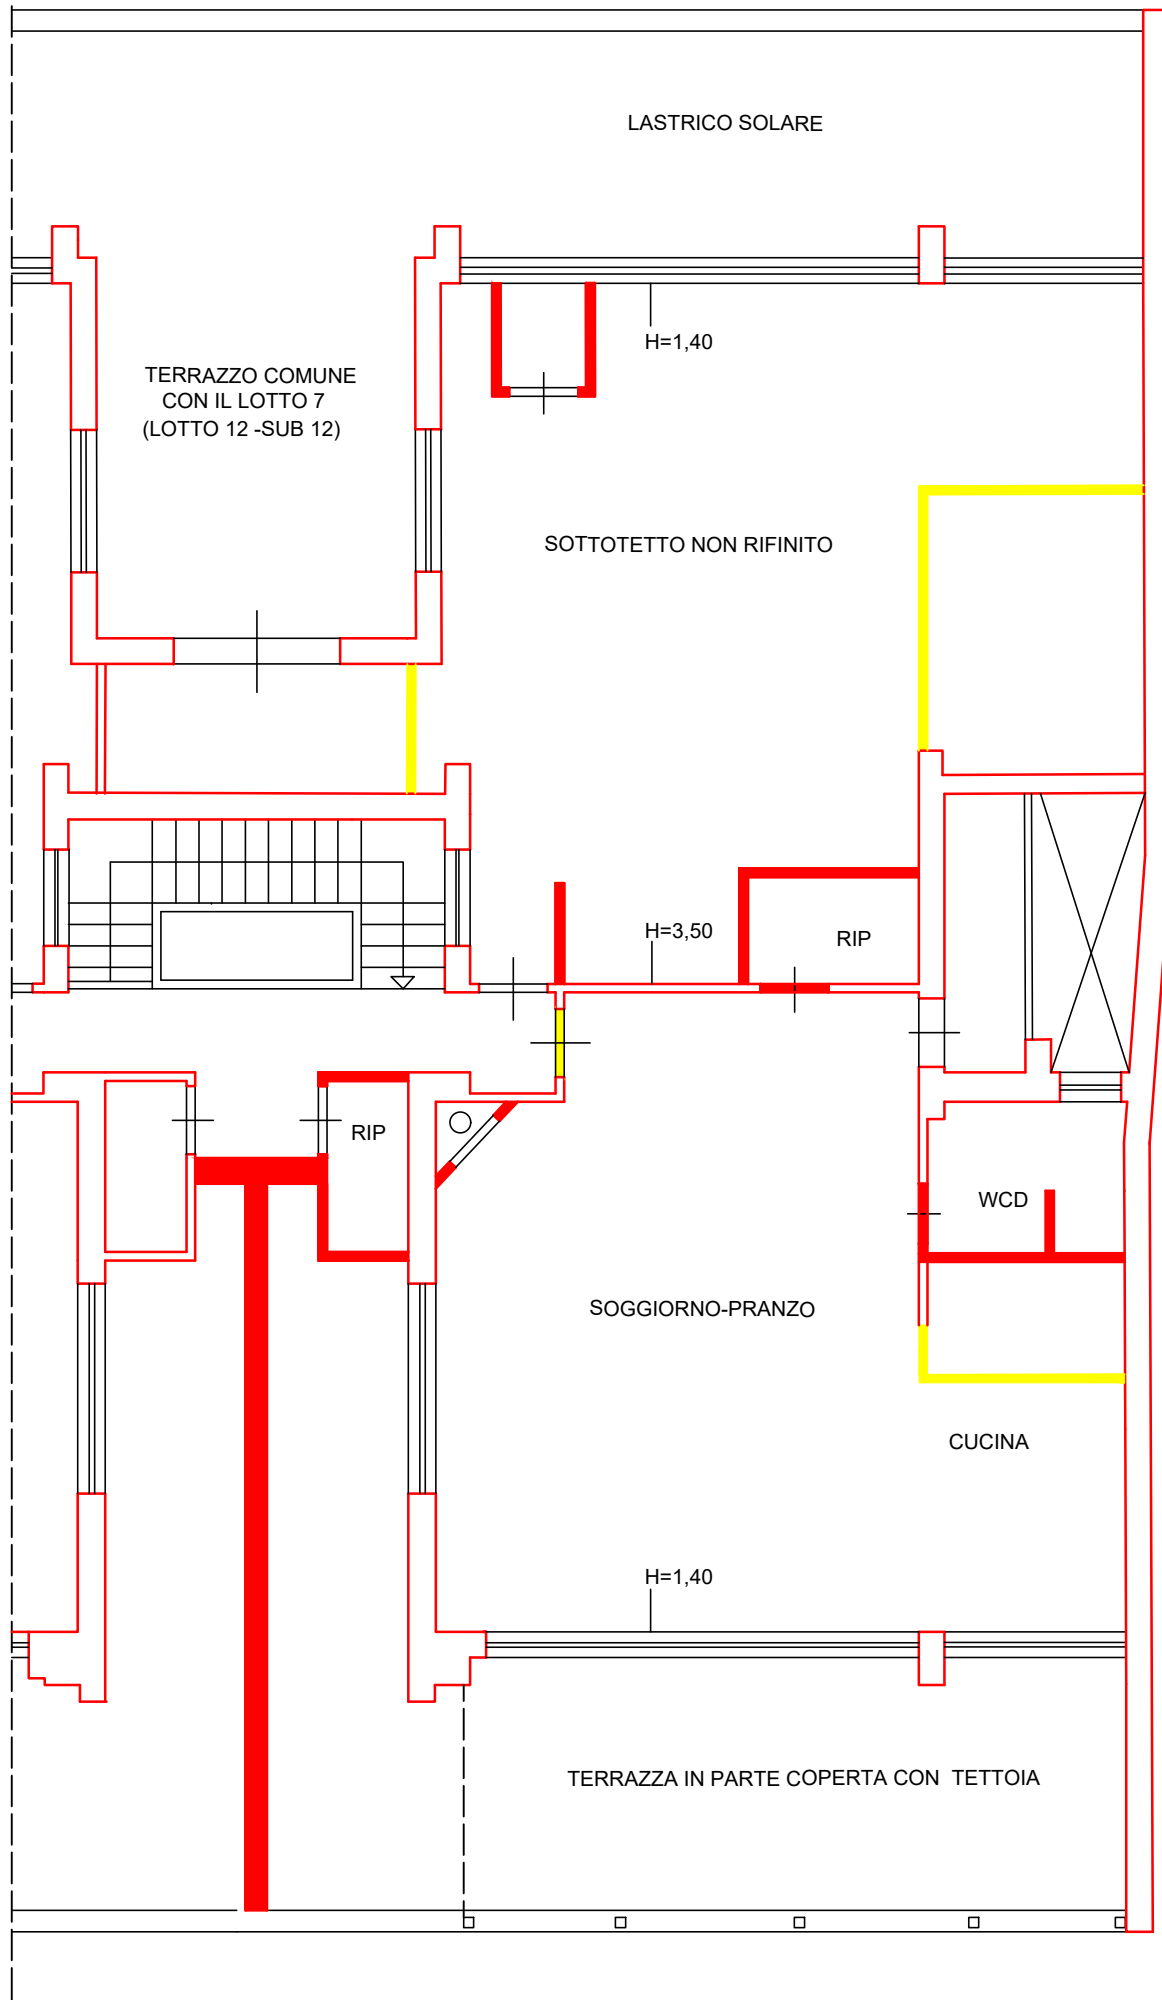 LASTRICO SOLARE
H=1,40
TERRAZZO COMUNE
CON IL LOTTO 7
(LOTTO 12 -SUB 12)
SOTTOTETTO NON RIFINITO
H=3,50
RIP
RIP
WCD
SOGGIORNO-PRANZO
CUCINA
H=1,40
TERRAZZA IN PARTE COPERTA CON TETTOIA